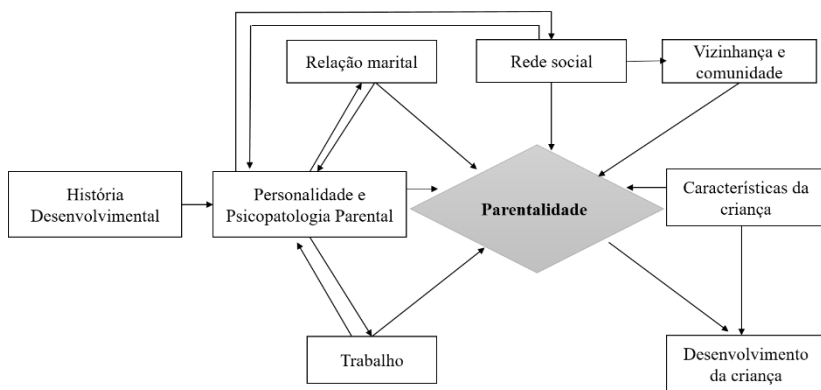 Relação marital
Rede social
Vizinhança e
comunidade
História
Desenvolvimental
Personalidade e
Psicopatologia Parental
Parentalidade
Características da
criança
Trabalho
Desenvolvimento
da criança